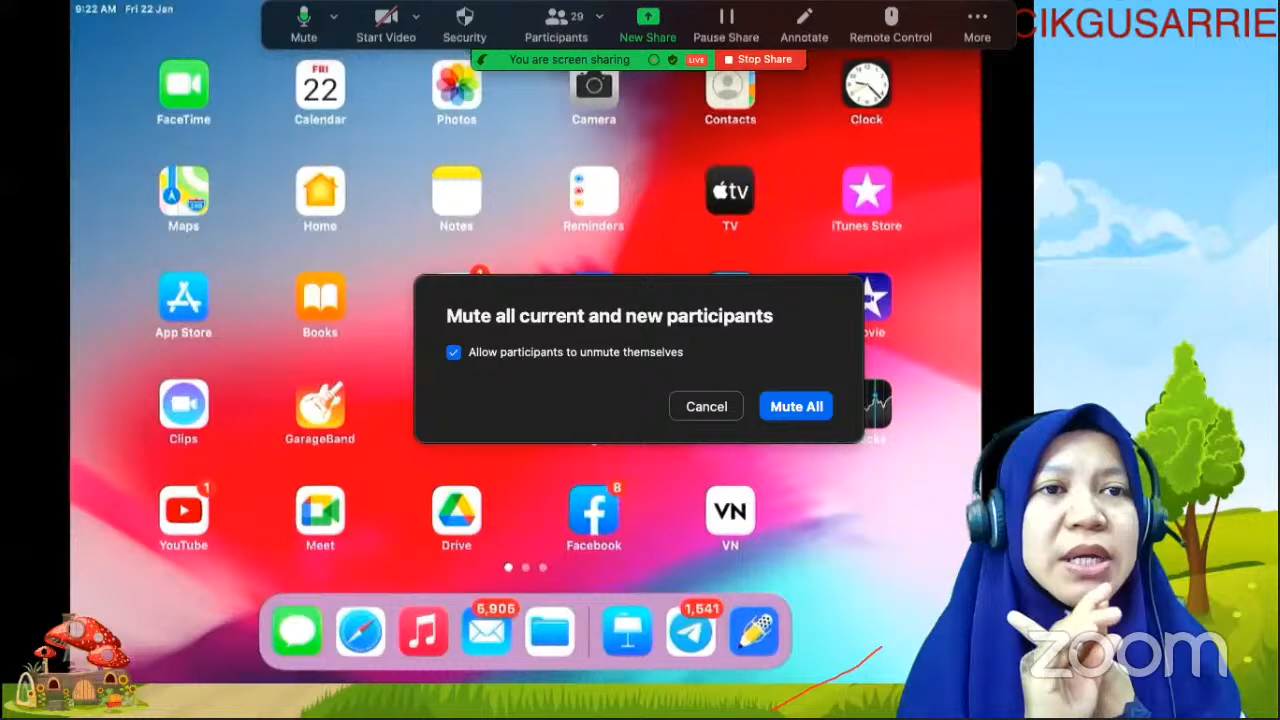 9:22 AM Fri 22 Jan
29
Mute Start Video Security Participants New Share Pause Share Annotate Remote Control More
CIKGUSARRIE
You are screen sharing LIVE Stop Share
FRI
22
FaceTime Calendar Photos Camera Contacts Clock
tv
Maps Home Notes Reminders TV iTunes Store
Mute all current and new participants
Allow participants to unmute themselves
App Store Books
Cancel Mute All
Clips GarageBand
1
8
VN
YouTube Meet Drive Facebook VN
5,905 1,541
zoom